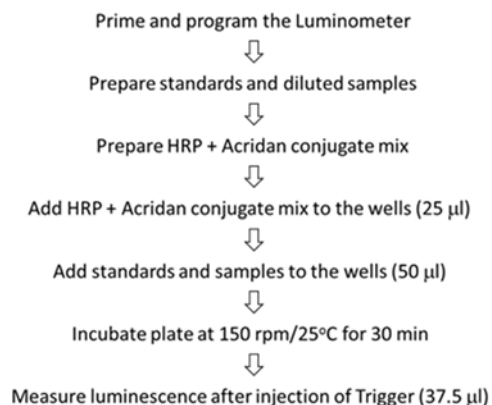 Prime and program the Luminometer
Prepare standards and diluted samples
Prepare HRP + Acridan conjugate mix
Add HRP + Acridan conjugate mix to the wells (25 µl)
Add standards and samples to the wells (50 µl)
Incubate plate at 150 rpm/25°C for 30 min
Measure luminescence after injection of Trigger (37.5 µl)